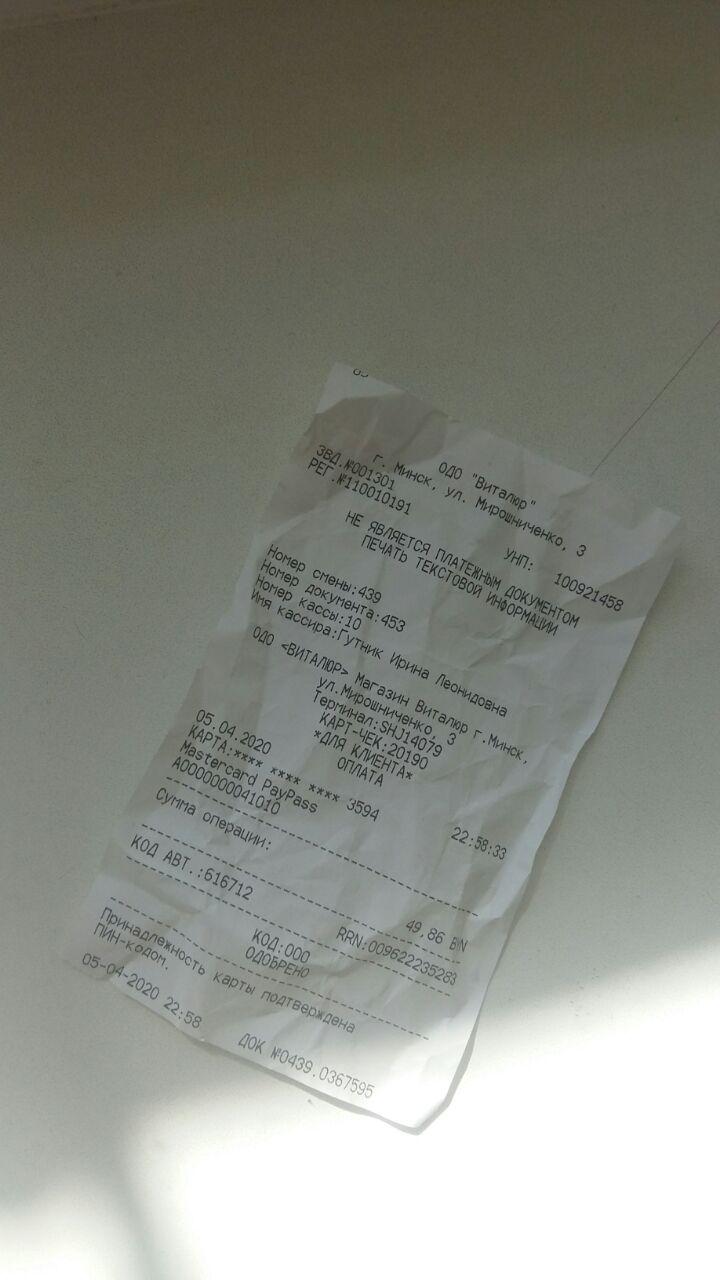 ОДО "Виталюр"
г. Минск, ул. Мирошниченко, 3
ЗВД.№001301
РЕГ.№110010191 УНП: 100921458
НЕ ЯВЛЯЕТСЯ ПЛАТЕЖНЫМ ДОКУМЕНТОМ
ПЕЧАТЬ ТЕКСТОВОЙ ИНФОРМАЦИИ
Номер смены:439
Номер документа:453
Номер кассы:10
Имя кассира:Гутник Ирина Леонидовна
ОДО <ВИТАЛЮР> Магазин Виталюр г.Минск,
ул.Мирошниченко, 3
Терминал:SHJ14079
КАРТ-ЧЕК:20190
*ДЛЯ КЛИЕНТА*
ОПЛАТА
05.04.2020 22:58:33
КАРТА:**** **** **** 3594
Mastercard PayPass
A0000000041010
Сумма операции:
49.86 BYN
КОД АВТ.:616712 RRN:009622235283
КОД:000
ОДОБРЕНО
Принадлежность карты подтверждена
ПИН-кодом.
05-04-2020 22:58 ДОК №0439.0367595